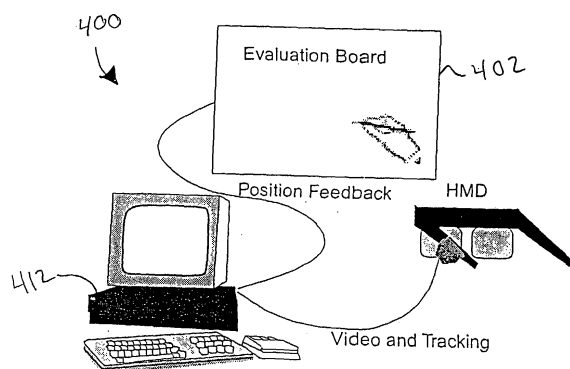 400
Evaluation Board
402
Position Feedback
HMD
412
Video and Tracking